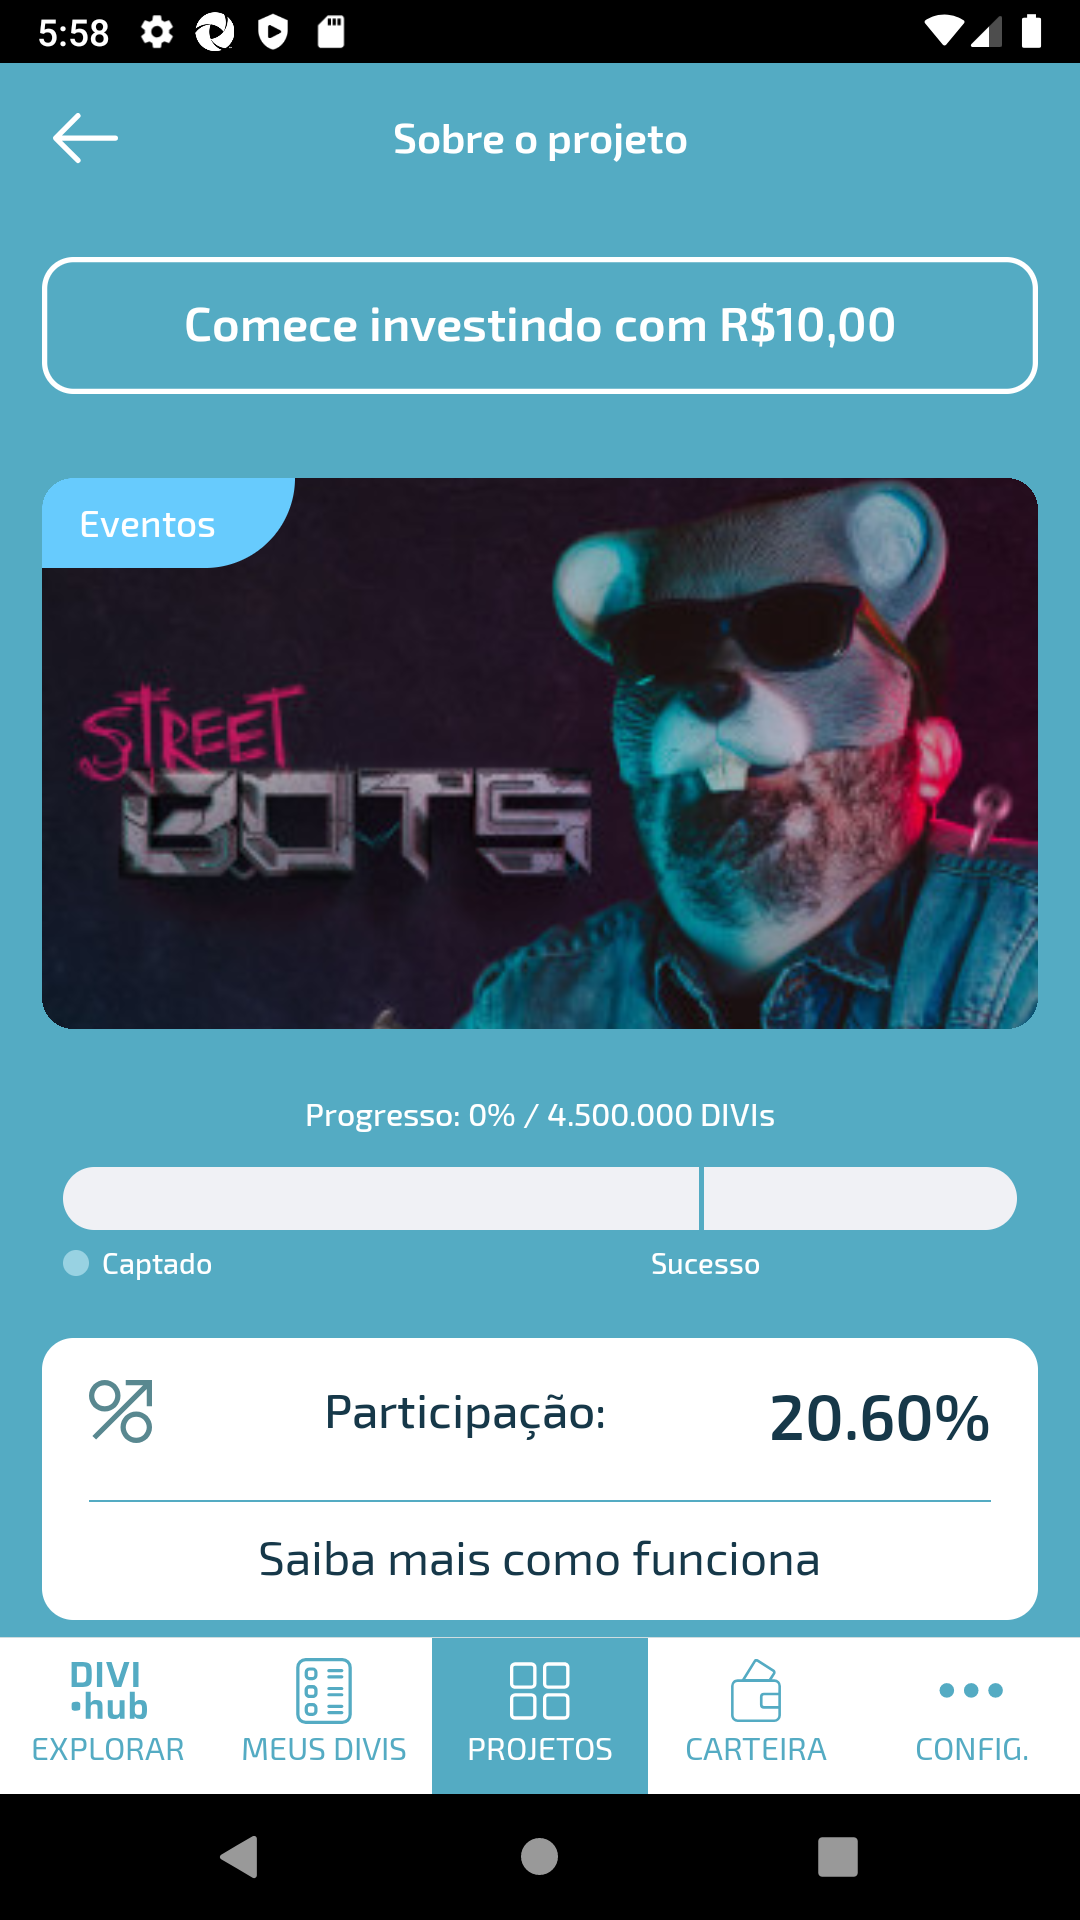 5:58
Sobre o projeto
Comece investindo com R$10,00
Eventos
STREET
BOTS
Progresso: 0% / 4.500.000 DIVIs
Captado
Sucesso
Participação:
20.60%
Saiba mais como funciona
DIVI
hub
EXPLORAR
MEUS DIVIS
PROJETOS
CARTEIRA
CONFIG.